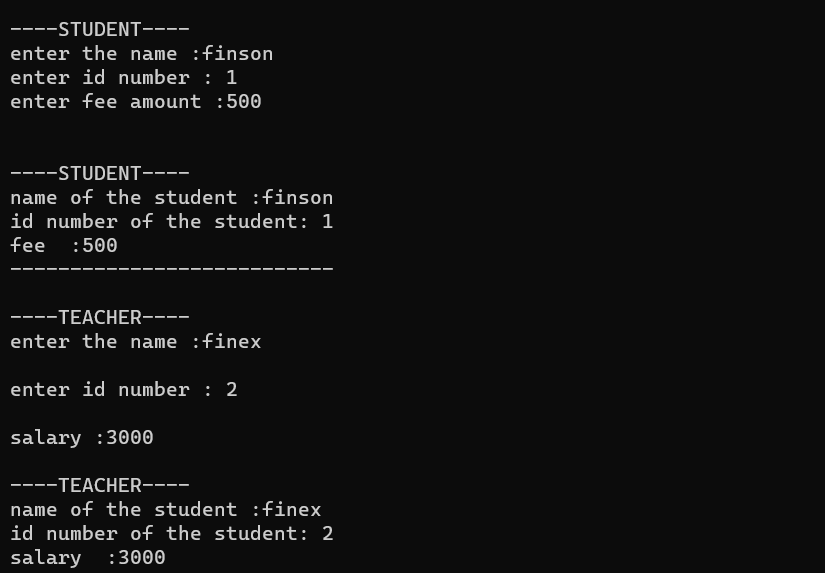 ----STUDENT----
enter the name :finson
enter id number : 1
enter fee amount :500
----STUDENT----
name of the student :finson
id number of the student: 1
fee  :500
---------------------------
----TEACHER----
enter the name :finex
enter id number : 2
salary :3000
----TEACHER----
name of the student :finex
id number of the student: 2
salary  :3000